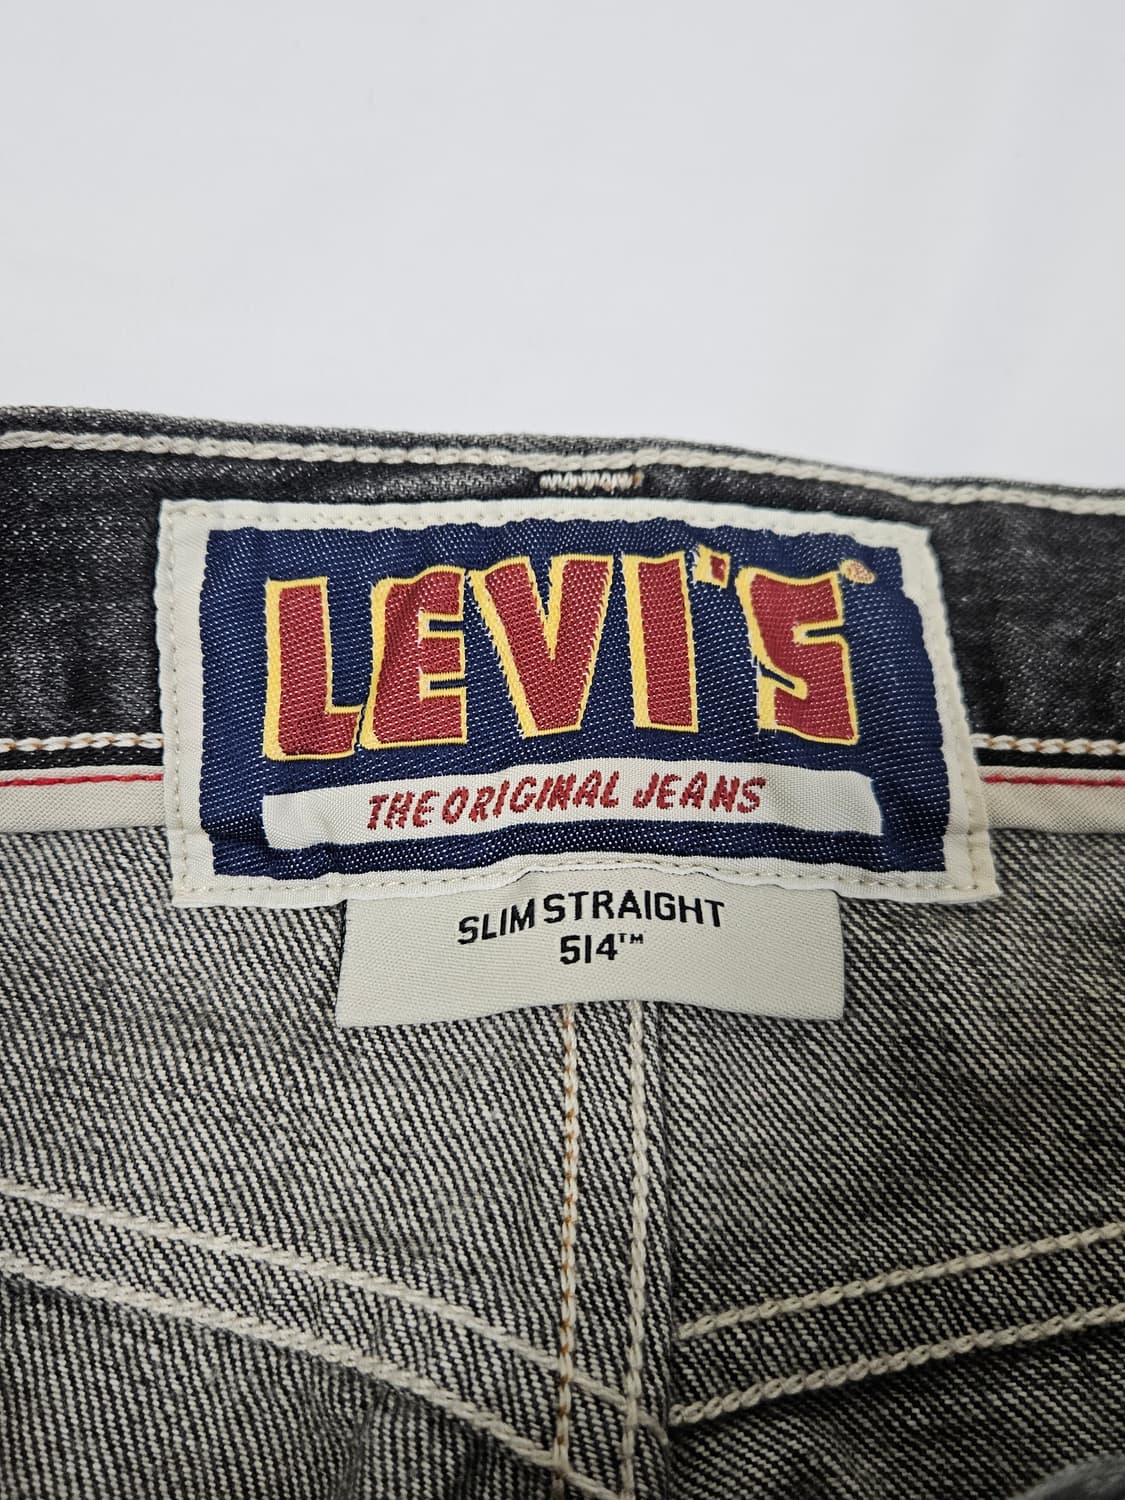 LEVI'S®
THE ORIGINAL JEANS
SLIM STRAIGHT
514™